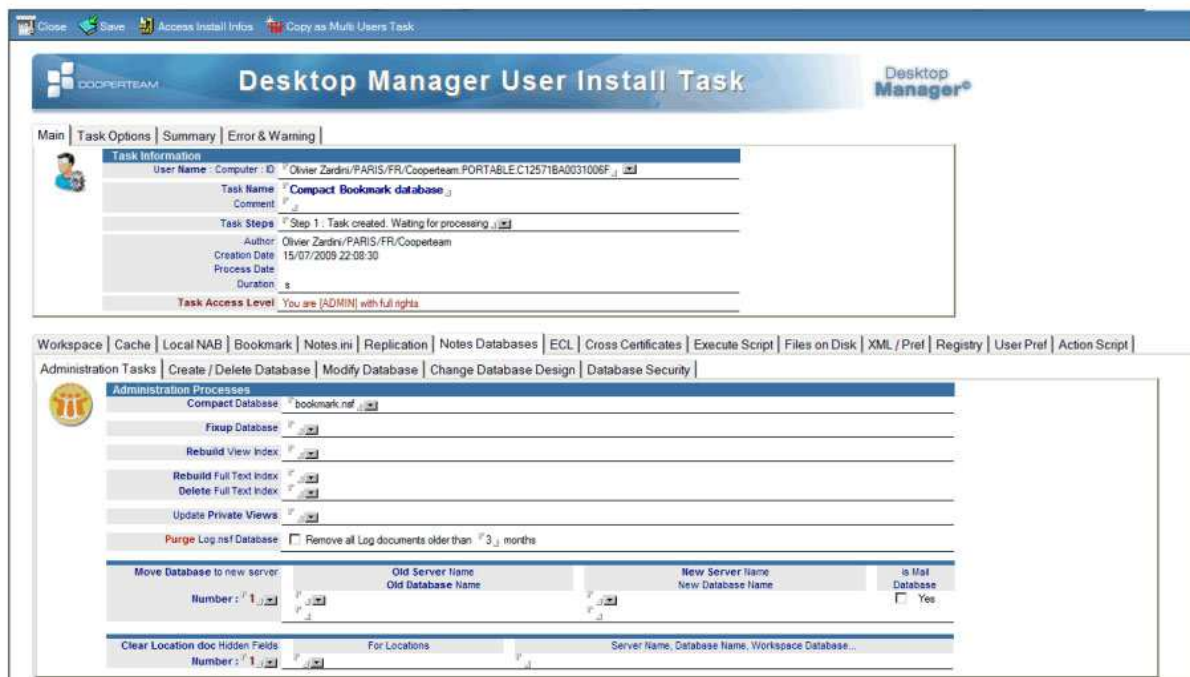 Close Save Access Install Infos Copy as Multi Users Task
COOPERTEAM Desktop Manager User Install Task Desktop
Manager®
Main | Task Options | Summary | Error & Warning |
Task Information
User Name : Computer : ID Olivier Zardini/PARIS/FR/Cooperteam:PORTABLE:C12571BA0031006F
Task Name Compact Bookmark database
Comment
Task Steps Step 1 : Task created. Waiting for processing
Author Olivier Zardini/PARIS/FR/Cooperteam
Creation Date 15/07/2009 22:08:30
Process Date
Duration s
Task Access Level You are [ADMIN] with full rights
Workspace | Cache | Local NAB | Bookmark | Notes.ini | Replication | Notes Databases | ECL | Cross Certificates | Execute Script | Files on Disk | XML / Pref | Registry | User Pref | Action Script |
Administration Tasks | Create / Delete Database | Modify Database | Change Database Design | Database Security |
Administration Processes
Compact Database bookmark.nsf
Fixup Database
Rebuild View Index
Rebuild Full Text Index
Delete Full Text Index
Update Private Views
Purge Log.nsf Database Remove all Log documents older than 3 months
Move Database to new server Old Server Name New Server Name is Mail
Old Database Name New Database Name Database
Number : 1 Yes
Clear Location doc Hidden Fields For Locations Server Name, Database Name, Workspace Database...
Number : 1